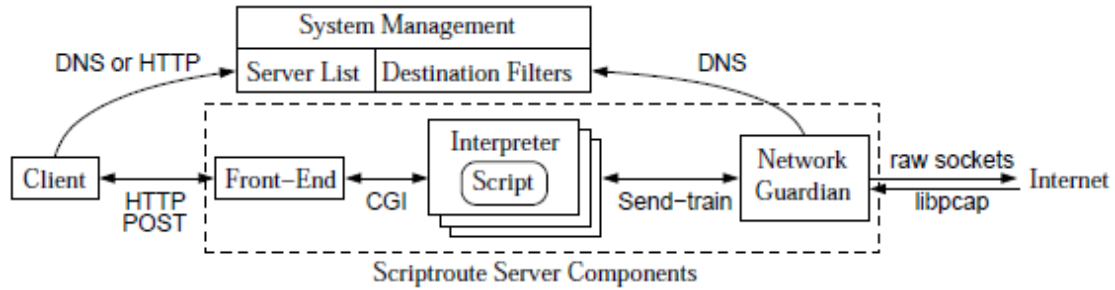 System Management
DNS or HTTP
Server List
Destination Filters
DNS
Client
HTTP
POST
Front−End
CGI
Interpreter
Script
Send−train
Network
Guardian
raw sockets
libpcap
Internet
Scriptroute Server Components